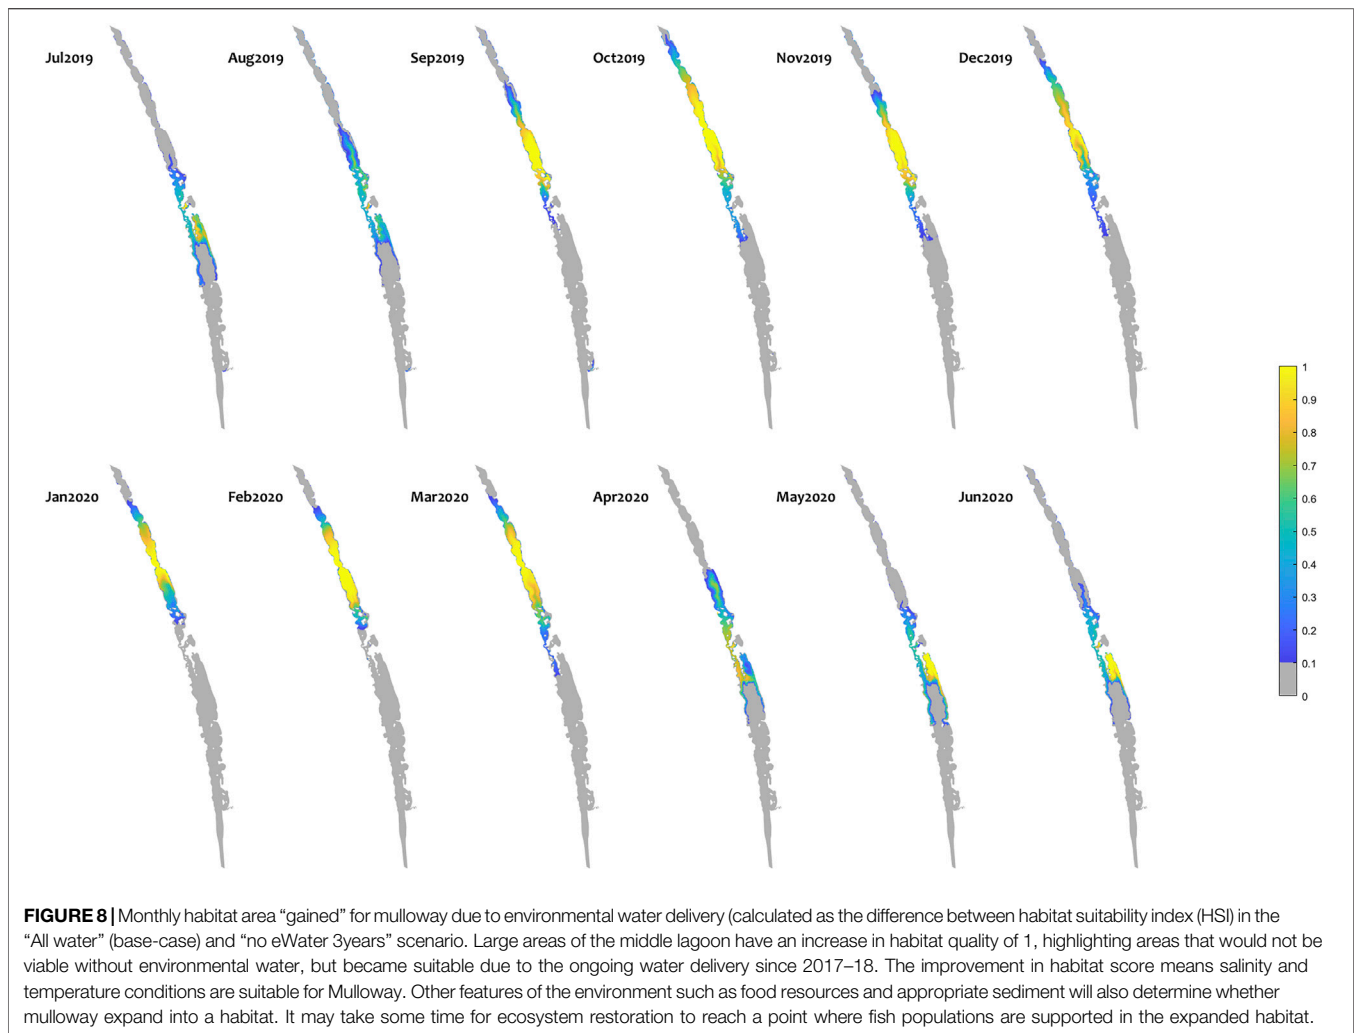 Jul2019 Aug2019 Sep2019 Oct2019 Nov2019 Dec2019
1
0.9
0.8
0.7
0.6
0.5
0.4
0.3
0.2
0.1
0
Jan2020 Feb2020 Mar2020 Apr2020 May2020 Jun2020
FIGURE 8 | Monthly habitat area “gained” for mulloway due to environmental water delivery (calculated as the difference between habitat suitability index (HSI) in the
“All water” (base-case) and “no eWater 3years” scenario. Large areas of the middle lagoon have an increase in habitat quality of 1, highlighting areas that would not be
viable without environmental water, but became suitable due to the ongoing water delivery since 2017–18. The improvement in habitat score means salinity and
temperature conditions are suitable for Mulloway. Other features of the environment such as food resources and appropriate sediment will also determine whether
mulloway expand into a habitat. It may take some time for ecosystem restoration to reach a point where fish populations are supported in the expanded habitat.